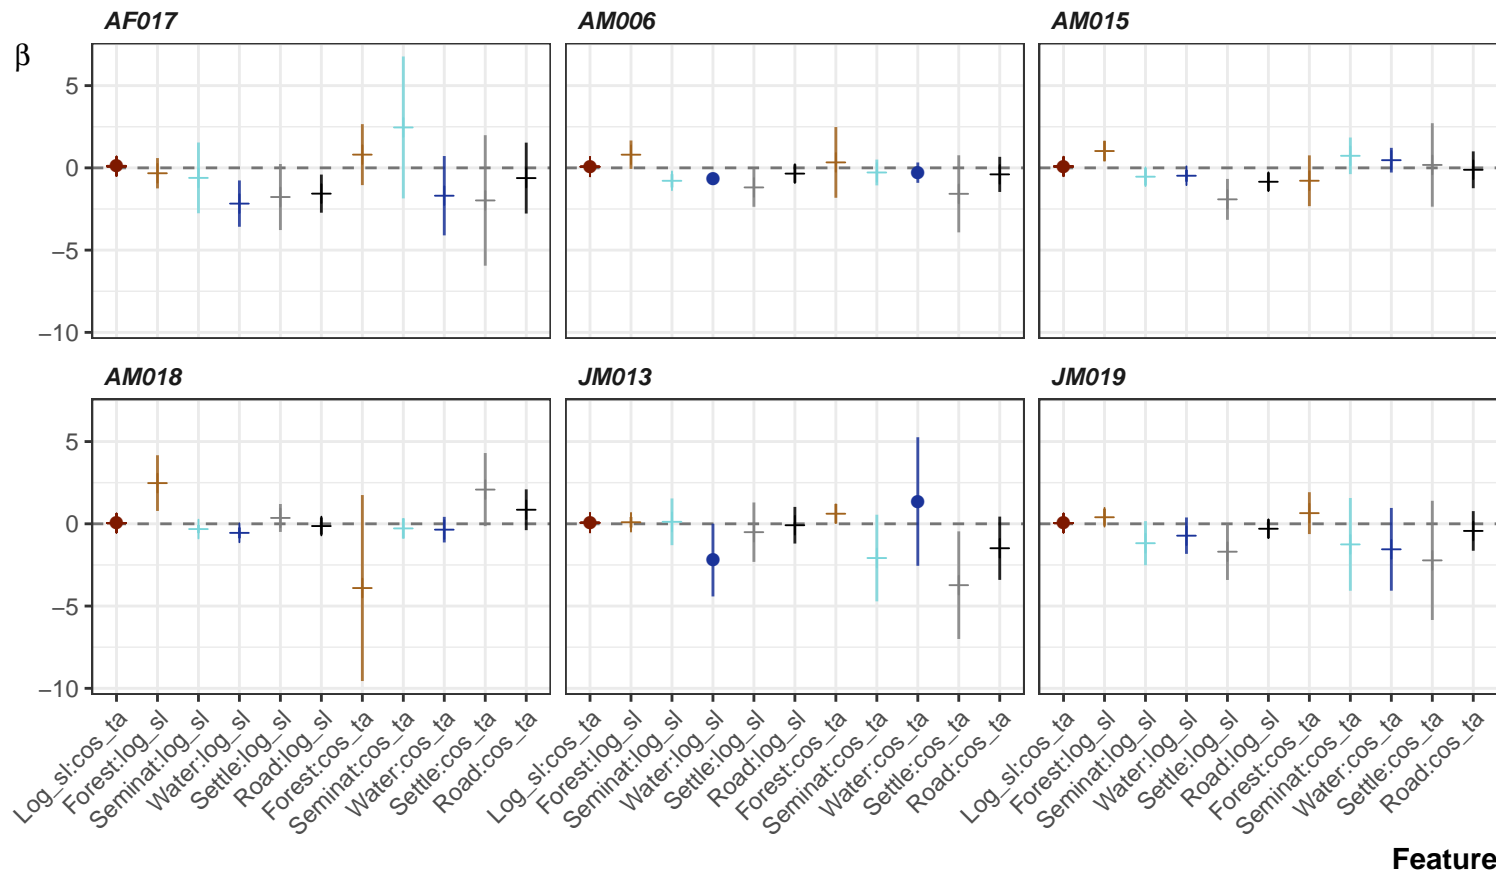 AF017
AM006
AM015
β
5
0
−5
−10
AM018
JM013
JM019
5
0
−5
−10
Log_sl:cos_ta
Forest:log_sl
Seminat:log_sl
Water:log_sl
Settle:log_sl
Road:log_sl
Forest:cos_ta
Seminat:cos_ta
Water:cos_ta
Settle:cos_ta
Road:cos_ta
Log_sl:cos_ta
Forest:log_sl
Seminat:log_sl
Water:log_sl
Settle:log_sl
Road:log_sl
Forest:cos_ta
Seminat:cos_ta
Water:cos_ta
Settle:cos_ta
Road:cos_ta
Log_sl:cos_ta
Forest:log_sl
Seminat:log_sl
Water:log_sl
Settle:log_sl
Road:log_sl
Forest:cos_ta
Seminat:cos_ta
Water:cos_ta
Settle:cos_ta
Road:cos_ta
Feature